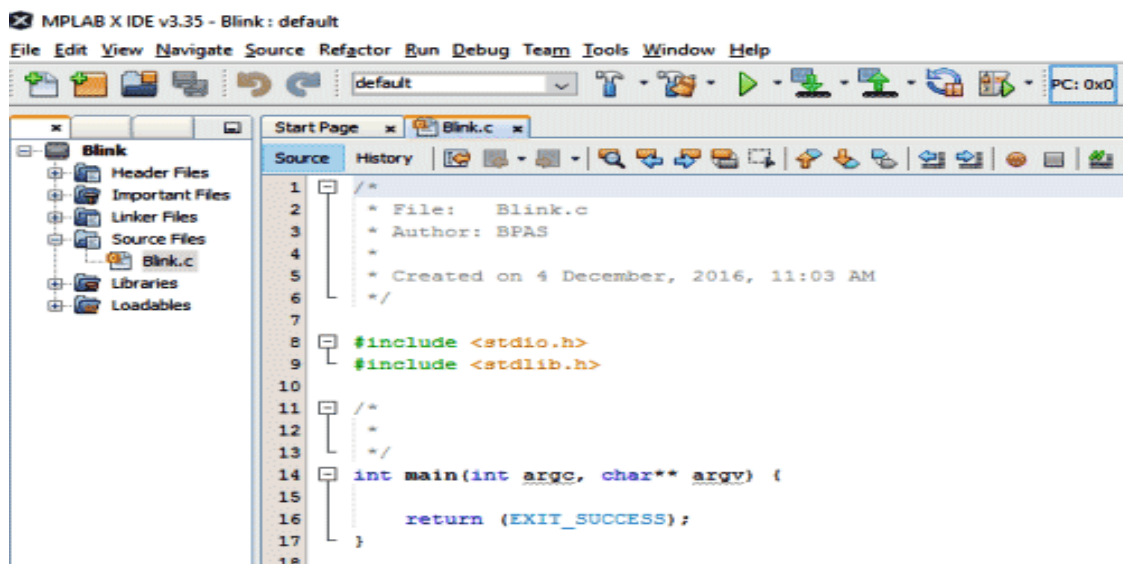 MPLAB X IDE v3.35 - Blink : default
File Edit View Navigate Source Refactor Run Debug Team Tools Window Help
default
PC: 0x0
Start Page Blink.c
Blink
Header Files
Important Files
Linker Files
Source Files
Blink.c
Libraries
Loadables
Source History
1 /*
2 * File: Blink.c
3 * Author: BPAS
4 *
5 * Created on 4 December, 2016, 11:03 AM
6 */
7
8 #include <stdio.h>
9 #include <stdlib.h>
10
11 /*
12 *
13 */
14 int main(int argc, char** argv) {
15
16 return (EXIT_SUCCESS);
17 }
18